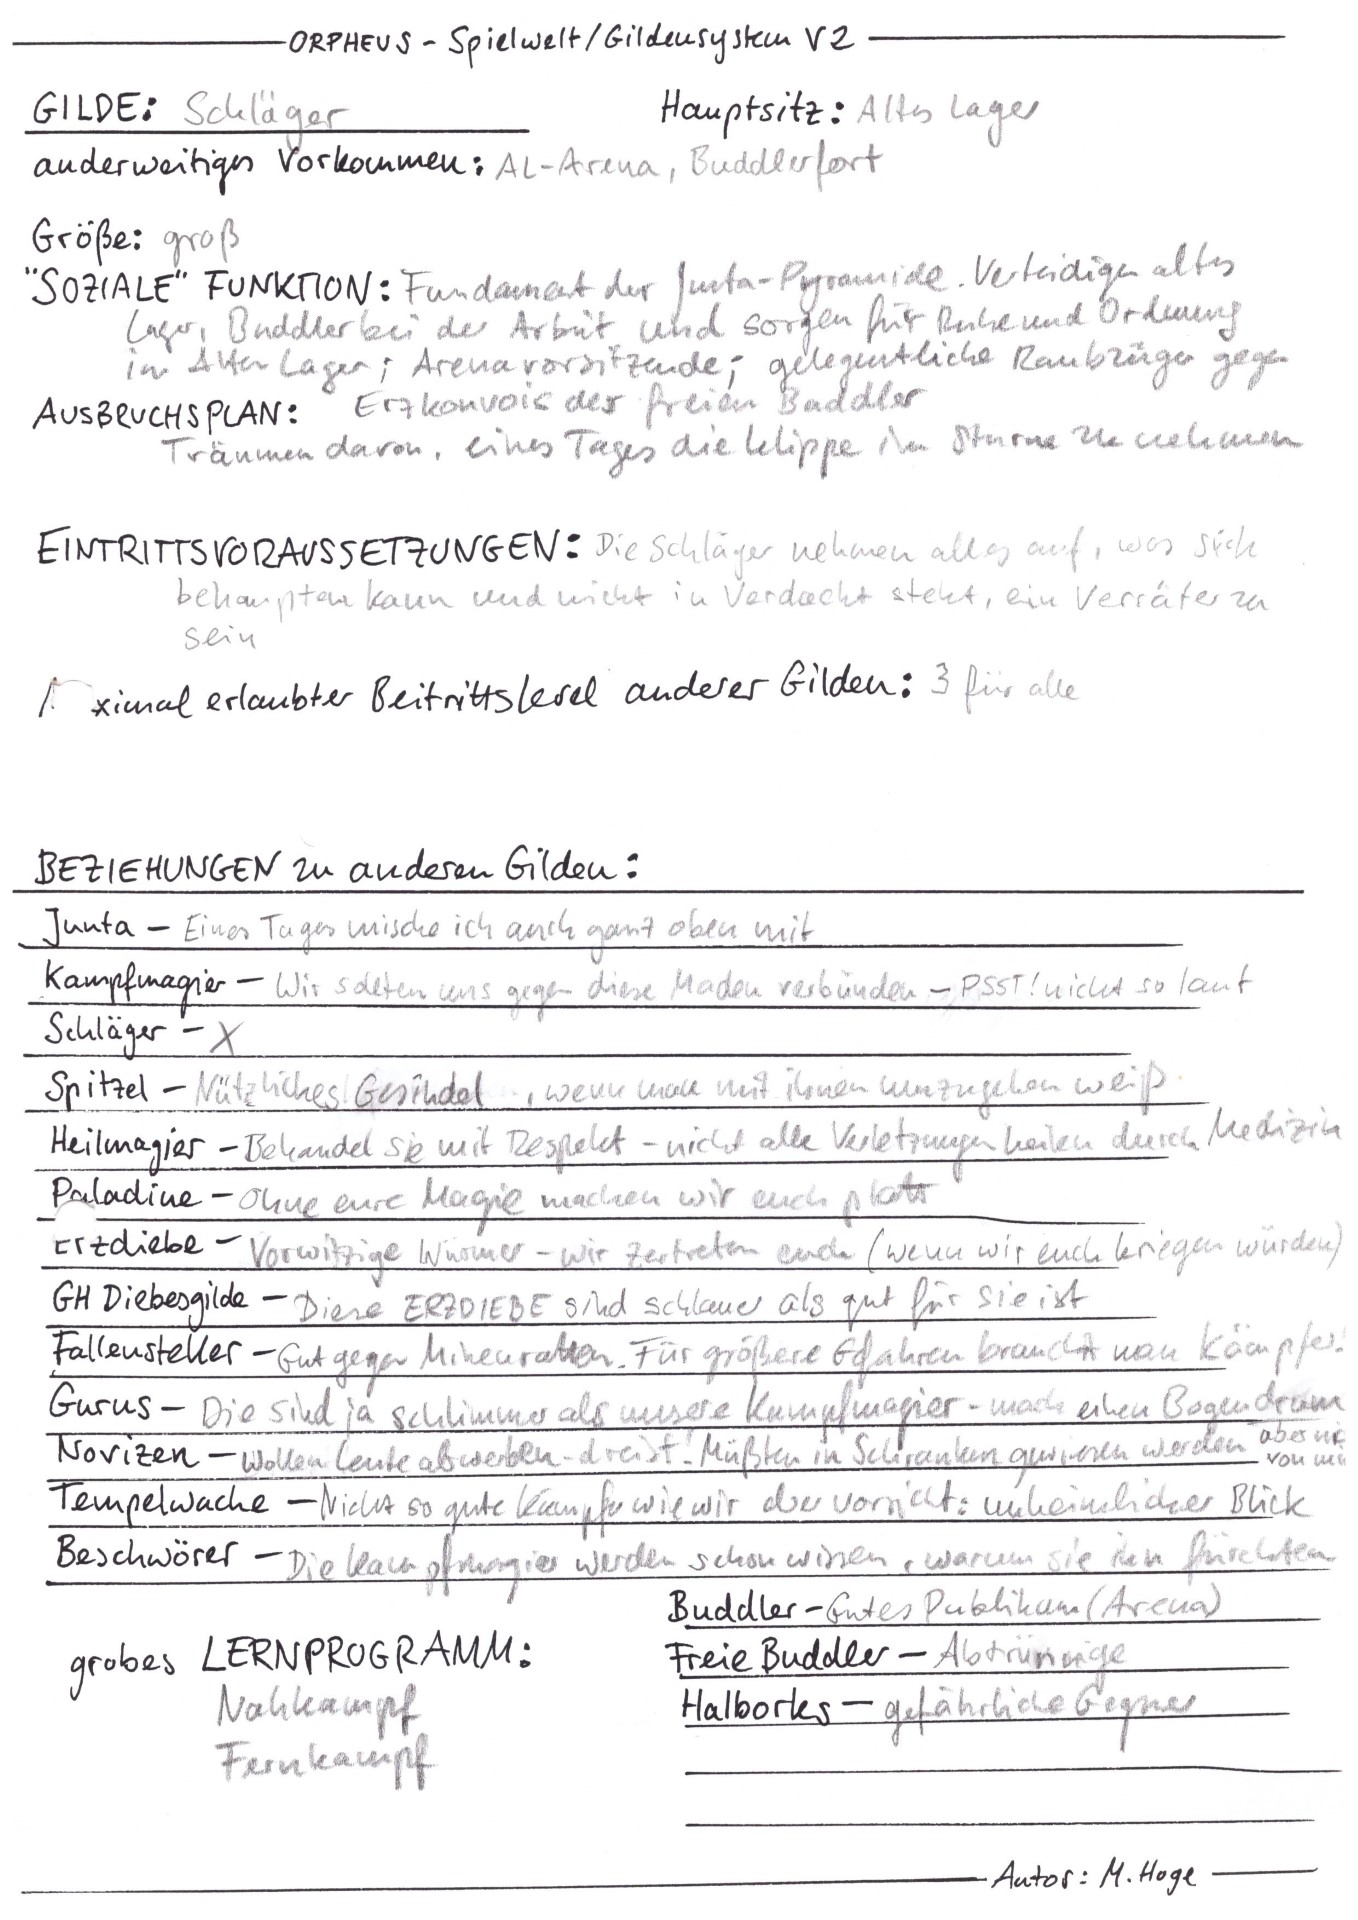 ORPHEUS - Spielwelt/Gildensystem V2
GILDE: Schläger Hauptsitz: Altes Lager
anderweitiges Vorkommen: AL-Arena, Buddlerfort
Größe: groß
"SOZIALE" FUNKTION: Fundament der Junta-Pyramide. Verteidigen altes
Lager, Buddler bei der Arbeit und sorgen für Ruhe und Ordnung
im Alten Lager; Arenavorsitzende; gelegentliche Raubzüge gegen
Erzkonvois der freien Buddler
AUSBRUCHSPLAN:
Träumen davon, eines Tages die Klippe im Sturm zu nehmen
EINTRITTSVORAUSSETZUNGEN: Die Schläger nehmen alles auf, was sich
behaupten kann und nicht in Verdacht steht, ein Verräter zu
sein
ximal erlaubter Beitrittslevel anderer Gilden: 3 für alle
BEZIEHUNGEN zu anderen Gilden:
Junta - Eines Tages mische ich auch ganz oben mit
Kampfmagier - Wir sollten uns gegen diese Maden verbünden - PSST! nicht so laut
Schläger - X
Spitzel - Nützliches Gesindel, wenn man mit ihnen umzugehen weiß
Heilmagier - Behandel sie mit Respekt - nicht alle Verletzungen heilen durch Medizin
Paladine - Ohne eure Magie machen wir euch platt
Erzdiebe - Vorwitzige Würmer - wir zertreten euch (wenn wir euch kriegen würden)
GH Diebesgilde - Diese ERZDIEBE sind schlauer als gut für sie ist
Fallensteller - Gut gegen Minenratten. Für größere Gefahren braucht man Kämpfer!
Gurus - Die sind ja schlimmer als unsere Kampfmagier - mach einen Bogen drum
Novizen - Wollen Leute abwerben - dreist! Müßten in Schranken gewiesen werden aber
von
Tempelwache - Nicht so gute Kämpfer wie wir aber vorsicht: unheimlicher Blick
Beschwörer - Die Kampfmagier werden schon wissen, warum sie ihn fürchten
Buddler - Gutes Publikum (Arena)
grobes LERNPROGRAMM: Freie Buddler - Abtrünnige
Nahkampf Halborks - gefährliche Gegner
Fernkampf
Autor: M. Hoge